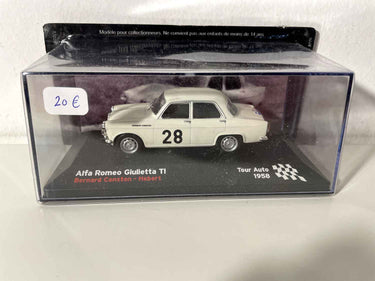 Modèle pour collectionneurs. Ne convient pas aux enfants de moins de 14 ans.
20 €
28
Alfa Romeo Giulietta TI
Bernard Consten - Hebert
Tour Auto
1958